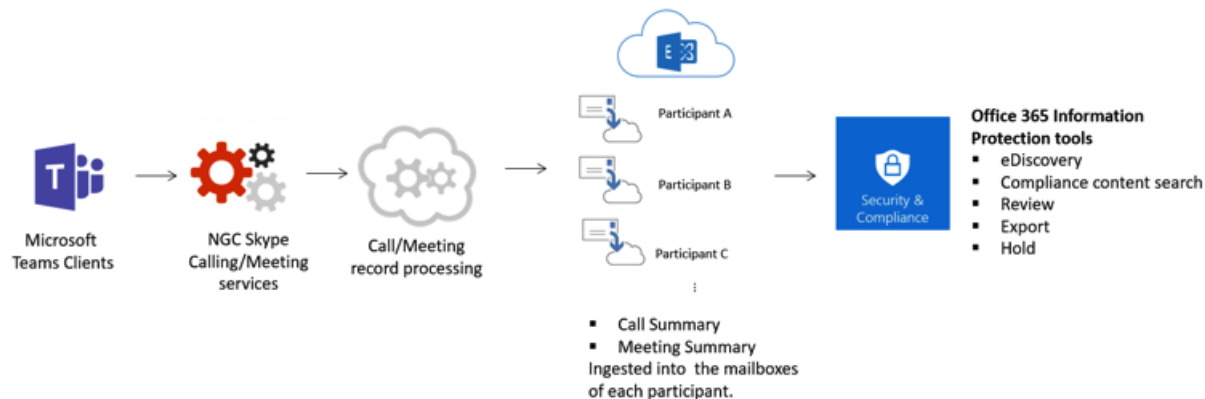 T
Microsoft
Teams Clients
NGC Skype
Calling/Meeting
services
Call/Meeting
record processing
E
Participant A
Participant B
Participant C
⋮
▪ Call Summary
▪ Meeting Summary
Ingested into the mailboxes
of each participant.
Security &
Compliance
Office 365 Information
Protection tools
▪ eDiscovery
▪ Compliance content search
▪ Review
▪ Export
▪ Hold